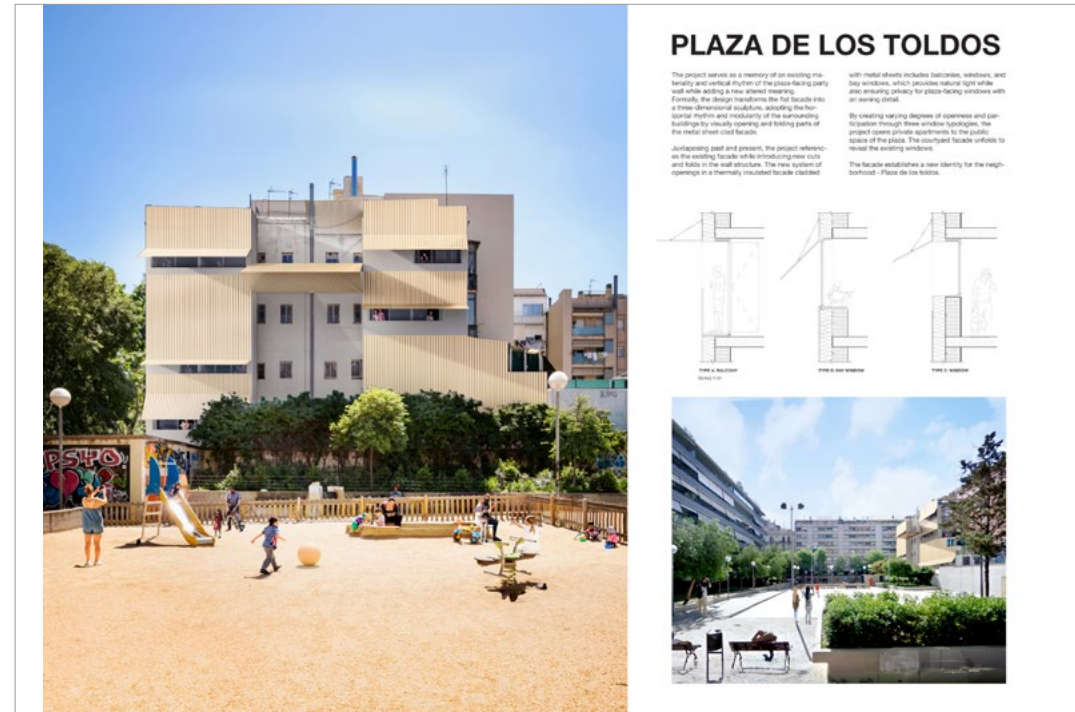 PLAZA DE LOS TOLDOS
The project serves as a memory of an existing ma-
teriality and vertical rhythm of the plaza-facing party
wall while adding a new altered meaning.
Formally, the design transforms the flat facade into
a three-dimensional sculpture, adopting the hor-
izontal rhythm and modularity of the surrounding
buildings by visually opening and folding parts of
the metal sheet-clad facade.
Juxtaposing past and present, the project referenc-
es the existing facade while introducing new cuts
and folds in the wall structure. The new system of
openings in a thermally insulated facade cladded
with metal sheets includes balconies, windows, and
bay windows, which provides natural light while
also ensuring privacy for plaza-facing windows with
an awning detail.
By creating varying degrees of openness and par-
ticipation through three window typologies, the
project opens private apartments to the public
space of the plaza. The courtyard facade unfolds to
reveal the existing windows.
The facade establishes a new identity for the neigh-
borhood - Plaza de los toldos.
TYPE A: BALCONY
TYPE B: BAY WINDOW
TYPE C: WINDOW
PSYO